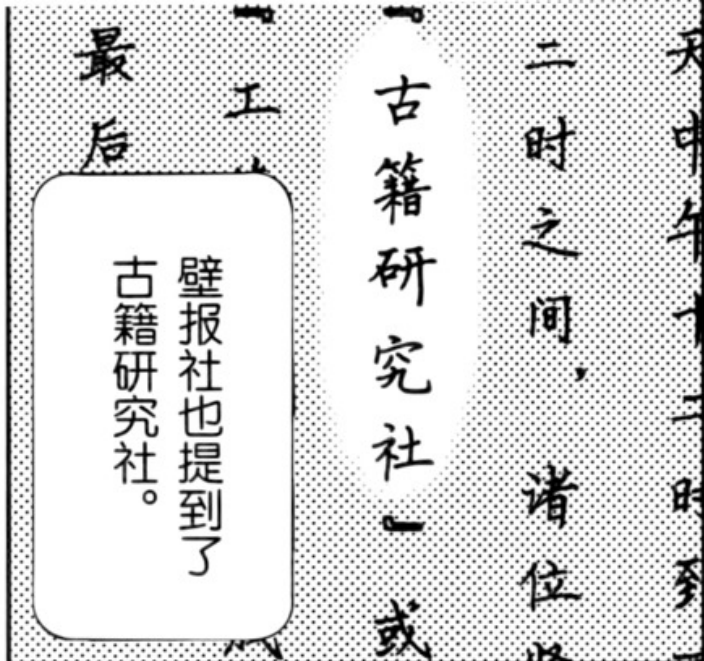 天中午十二时到
二时之间，诸位
『古籍研究社』或
『工
最后
壁报社也提到了
古籍研究社。